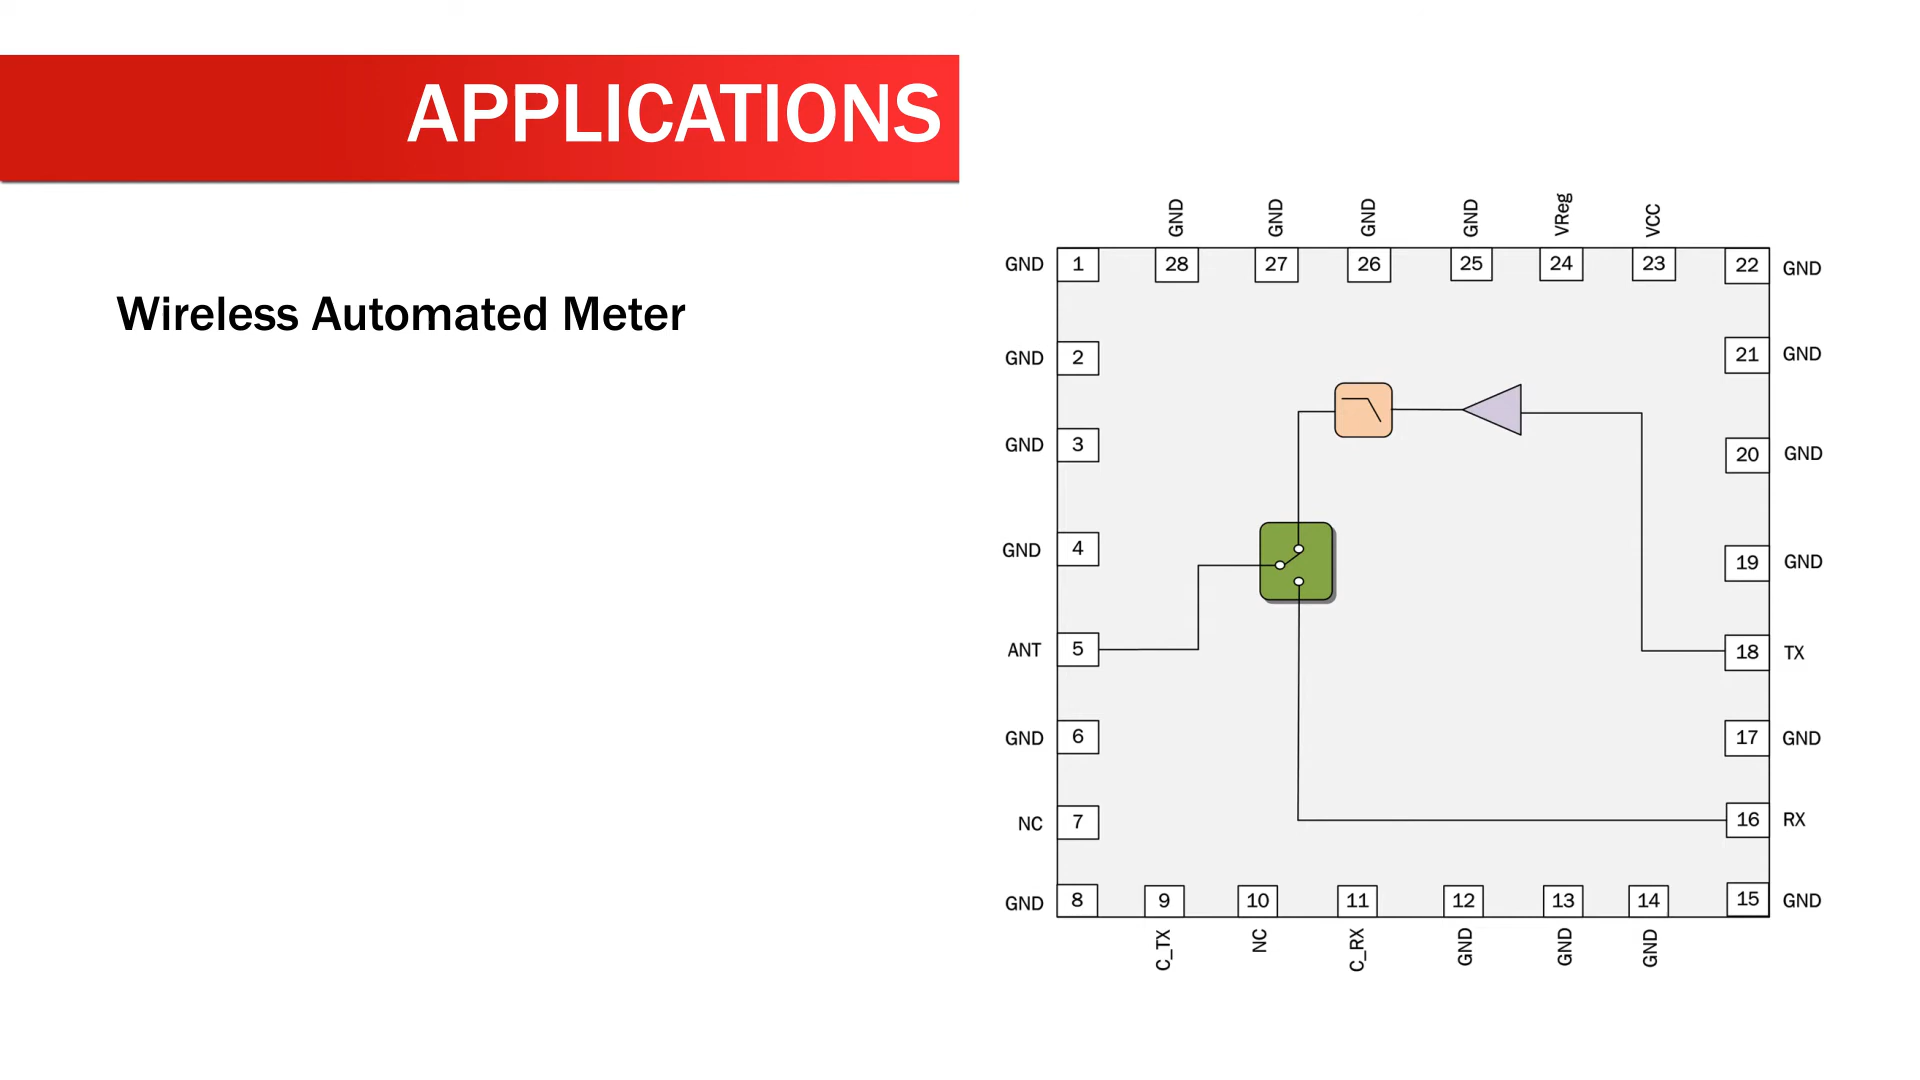 APPLICATIONS
Wireless Automated Meter
GND GND GND GND VReg VCC
GND 1 28 27 26 25 24 23 22 GND
GND 2 21 GND
GND 3 20 GND
GND 4 19 GND
ANT 5 18 TX
GND 6 17 GND
NC 7 16 RX
GND 8 9 10 11 12 13 14 15 GND
C_TX NC C_RX GND GND GND